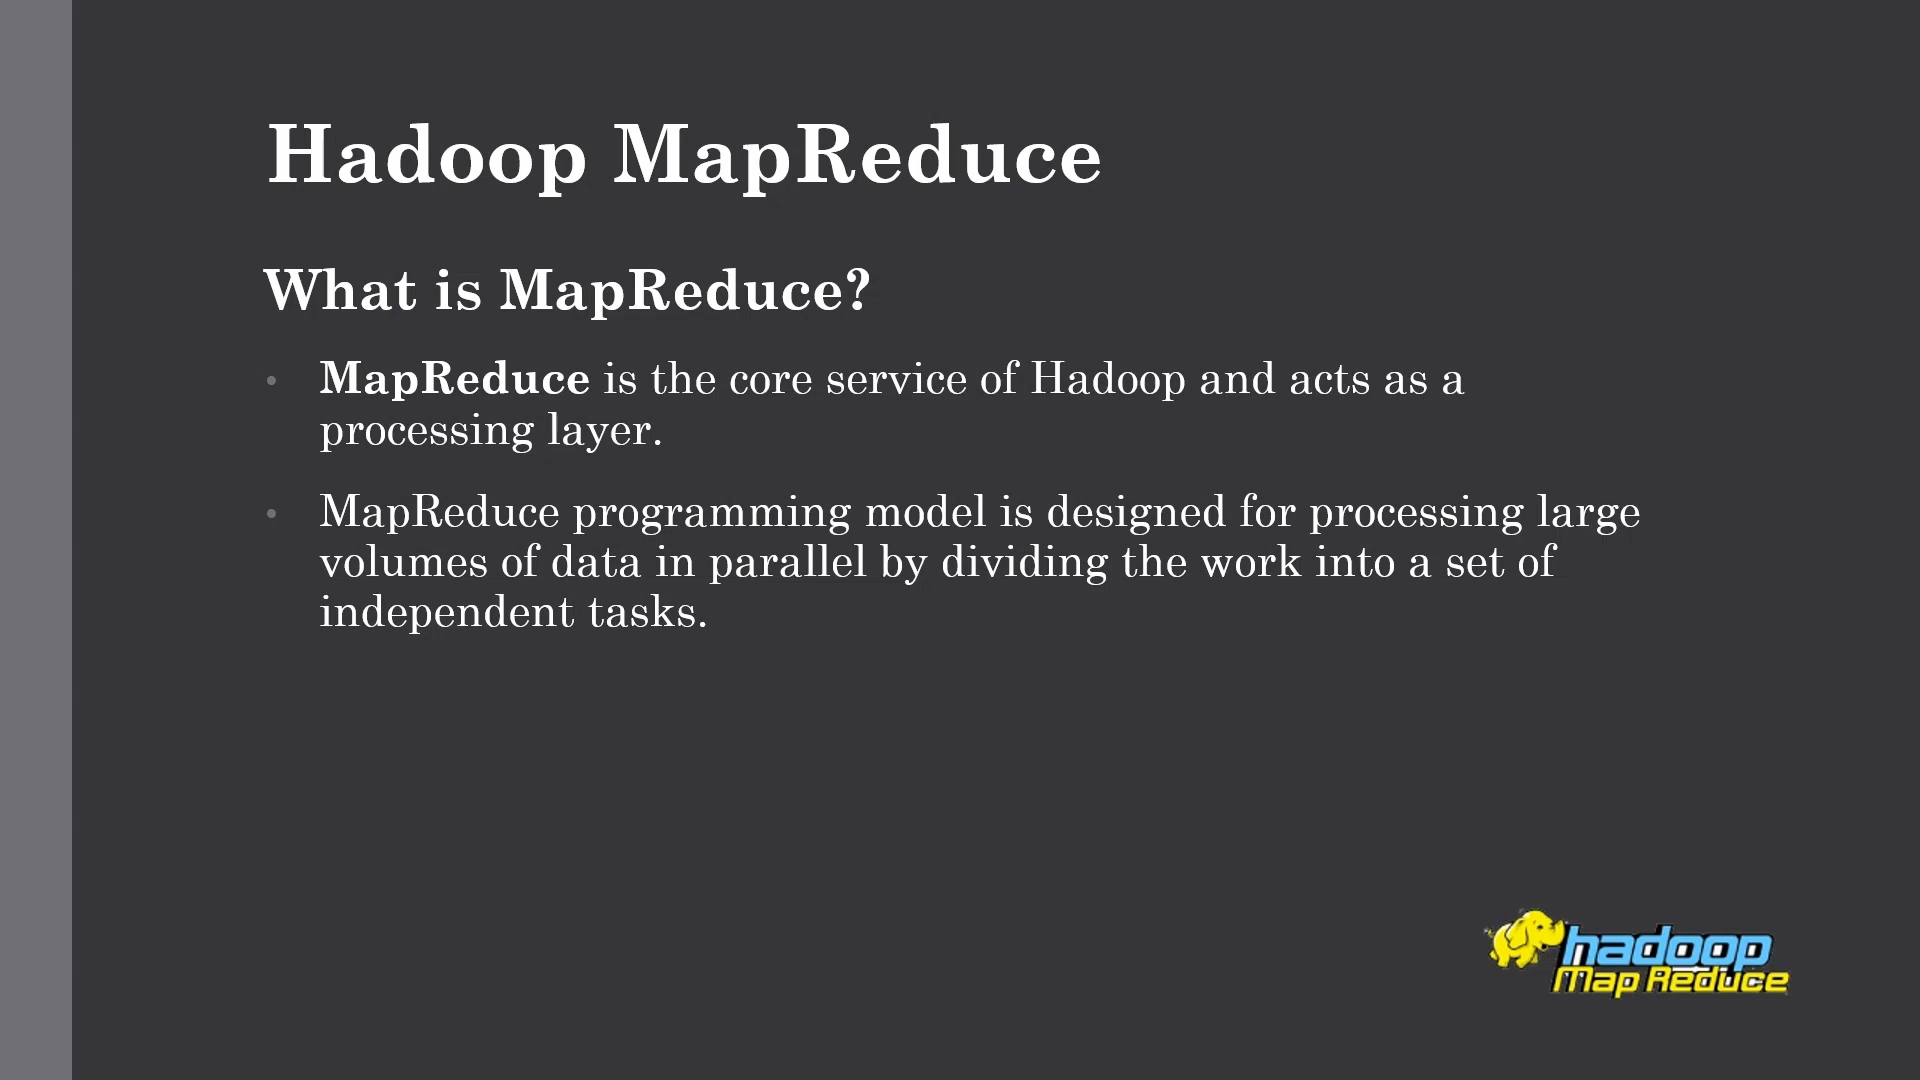 Hadoop MapReduce
What is MapReduce?
• MapReduce is the core service of Hadoop and acts as a
processing layer.
• MapReduce programming model is designed for processing large
volumes of data in parallel by dividing the work into a set of
independent tasks.
hadoop
Map Reduce